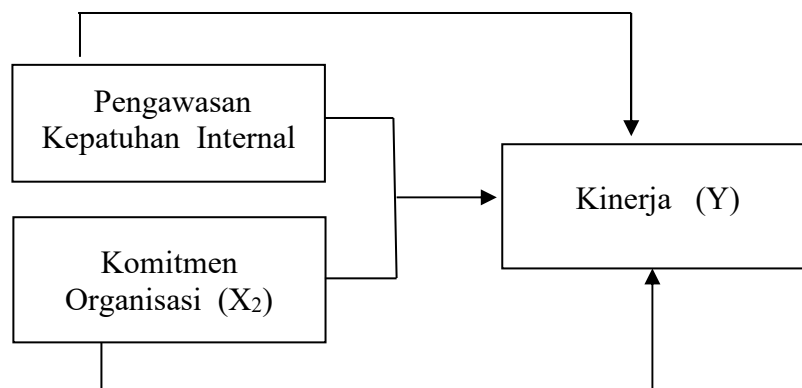 Pengawasan
Kepatuhan Internal
Kinerja (Y)
Komitmen
Organisasi (X₂)